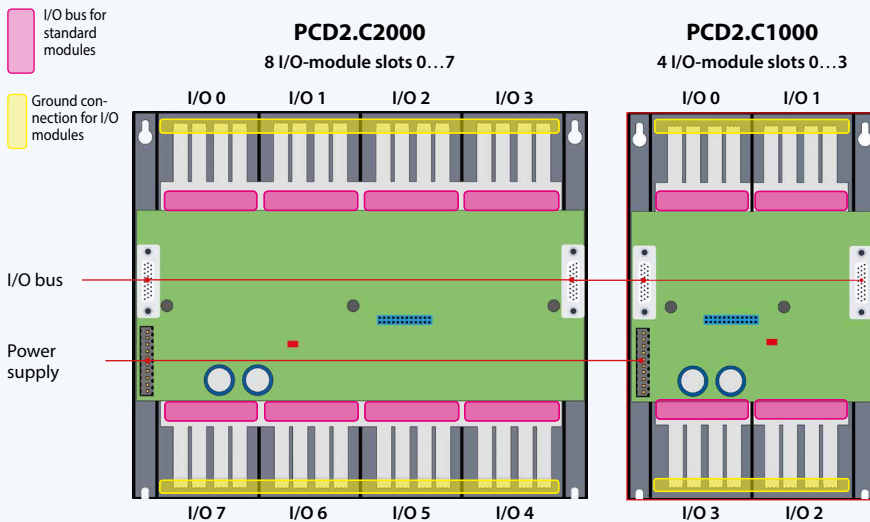 I/O bus for
standard
modules
Ground con-
nection for I/O
modules
PCD2.C2000
8 I/O-module slots 0…7
I/O 0 I/O 1 I/O 2 I/O 3
PCD2.C1000
4 I/O-module slots 0…3
I/O 0 I/O 1
I/O bus
Power
supply
I/O 7 I/O 6 I/O 5 I/O 4
I/O 3 I/O 2